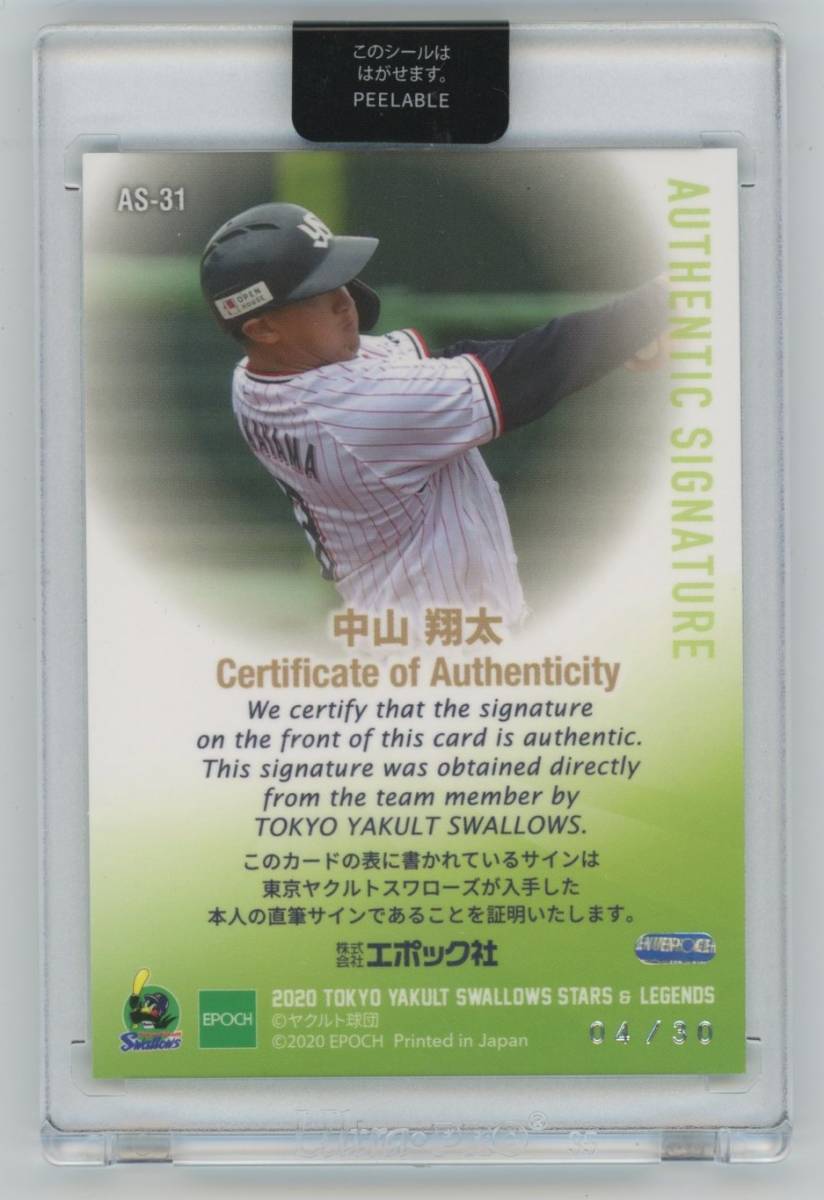 このシールは
はがせます。
PEELABLE
AS-31
AUTHENTIC SIGNATURE
OPEN
HOUSE
中山 翔太
Certificate of Authenticity
We certify that the signature
on the front of this card is authentic.
This signature was obtained directly
from the team member by
TOKYO YAKULT SWALLOWS.
このカードの表に書かれているサインは
東京ヤクルトスワローズが入手した
本人の直筆サインであることを証明いたします。
株式会社エポック社
Swallows
EPOCH
2020 TOKYO YAKULT SWALLOWS STARS & LEGENDS
©ヤクルト球団
©2020 EPOCH Printed in Japan
04/30
Ultra•PRO®
35